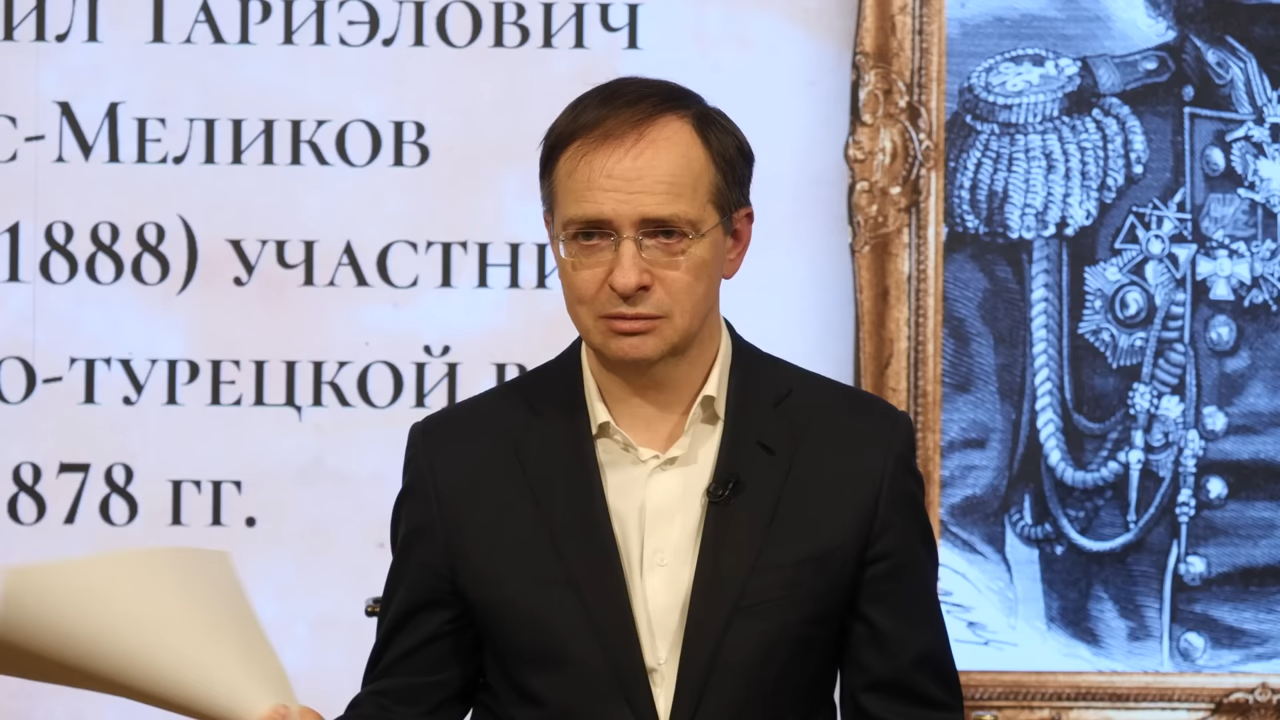 ИЛ ТАРИЭЛОВИЧ
С-МЕЛИКОВ
1888) УЧАСТНИ
О-ТУРЕЦКОЙ В
878 ГГ.